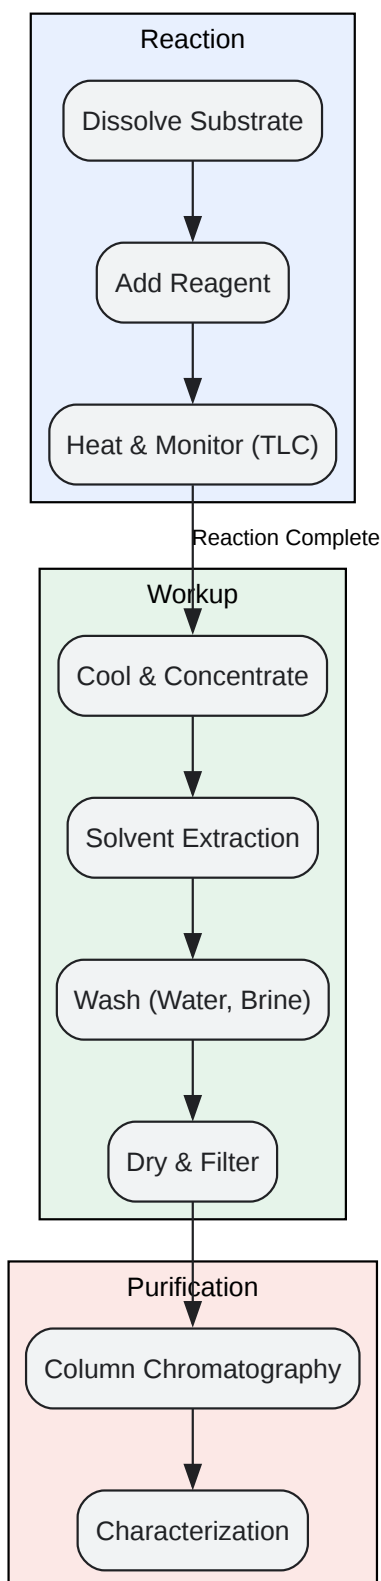 Reaction
Dissolve Substrate
Add Reagent
Heat & Monitor (TLC)
Reaction Complete
Workup
Cool & Concentrate
Solvent Extraction
Wash (Water, Brine)
Dry & Filter
Purification
Column Chromatography
Characterization